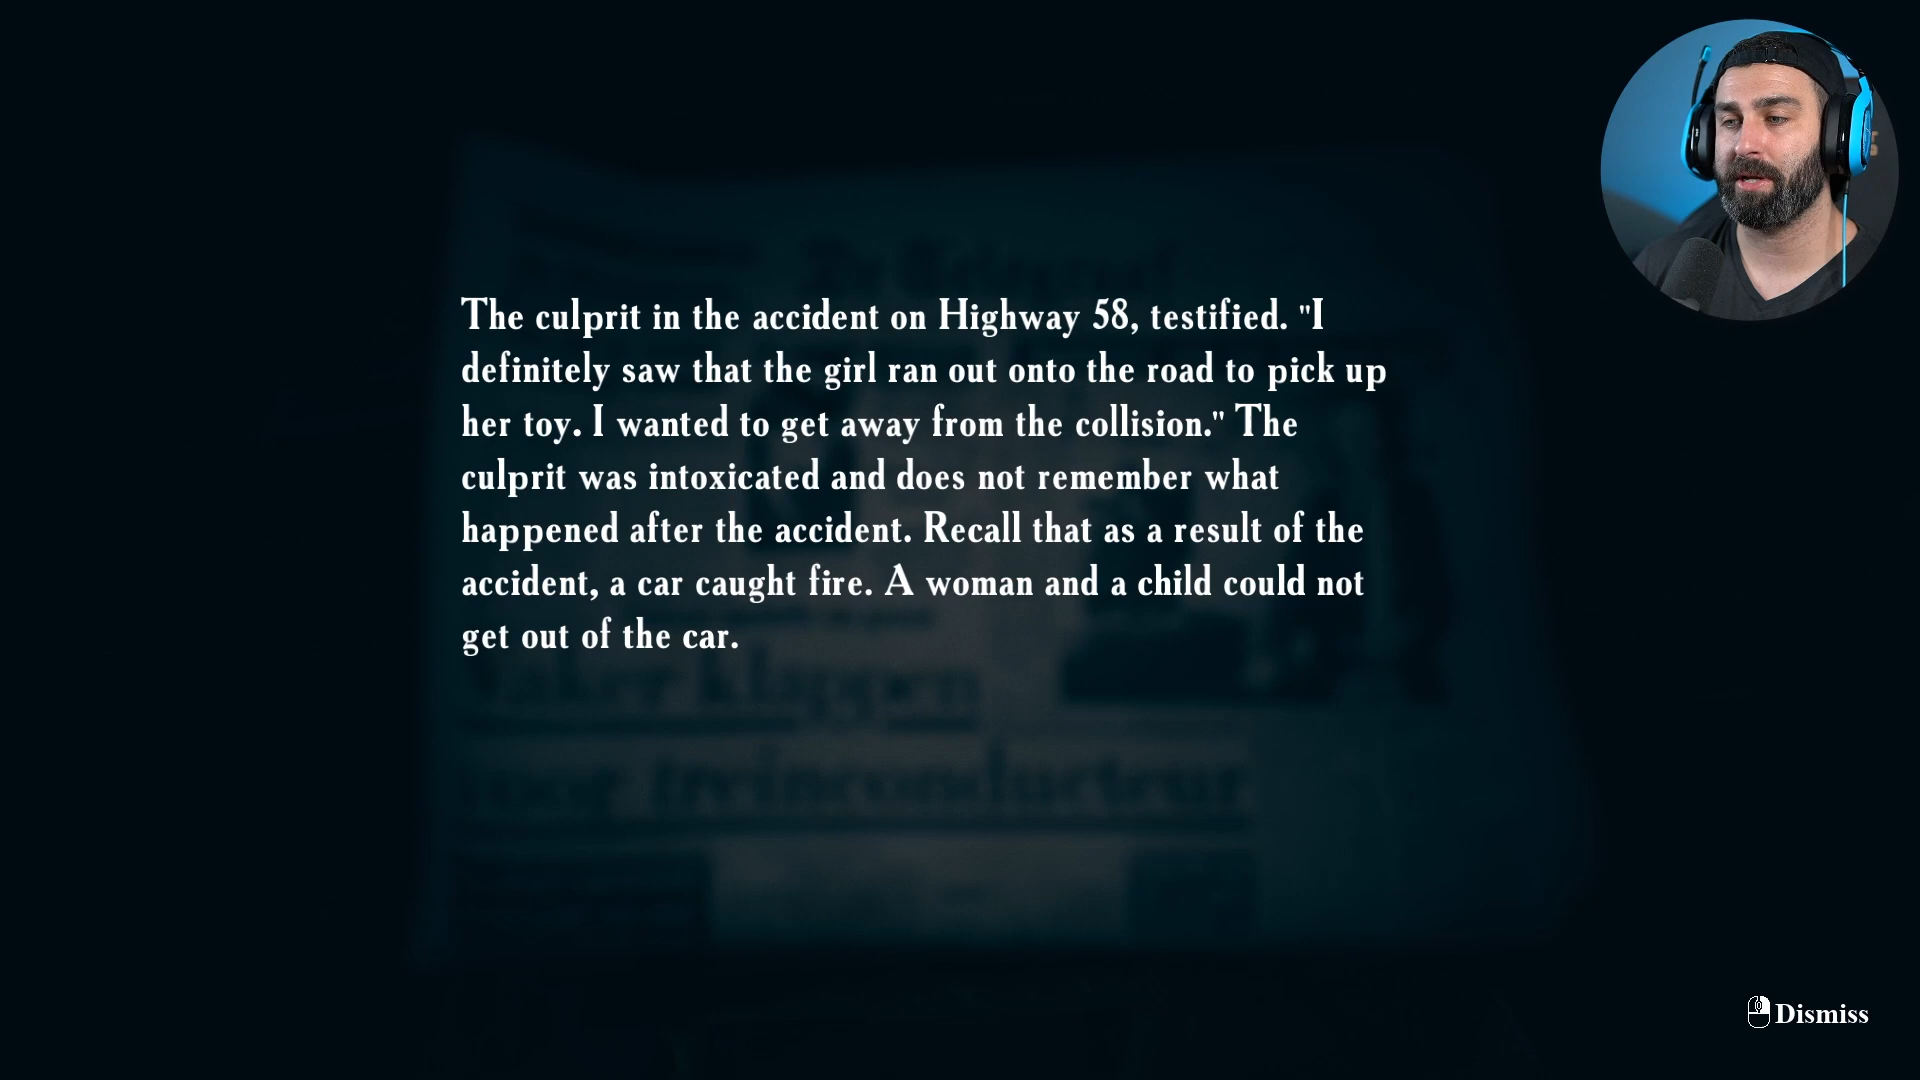 The culprit in the accident on Highway 58, testified. "I
definitely saw that the girl ran out onto the road to pick up
her toy. I wanted to get away from the collision." The
culprit was intoxicated and does not remember what
happened after the accident. Recall that as a result of the
accident, a car caught fire. A woman and a child could not
get out of the car.
klappen
voor treinconducteur
Dismiss